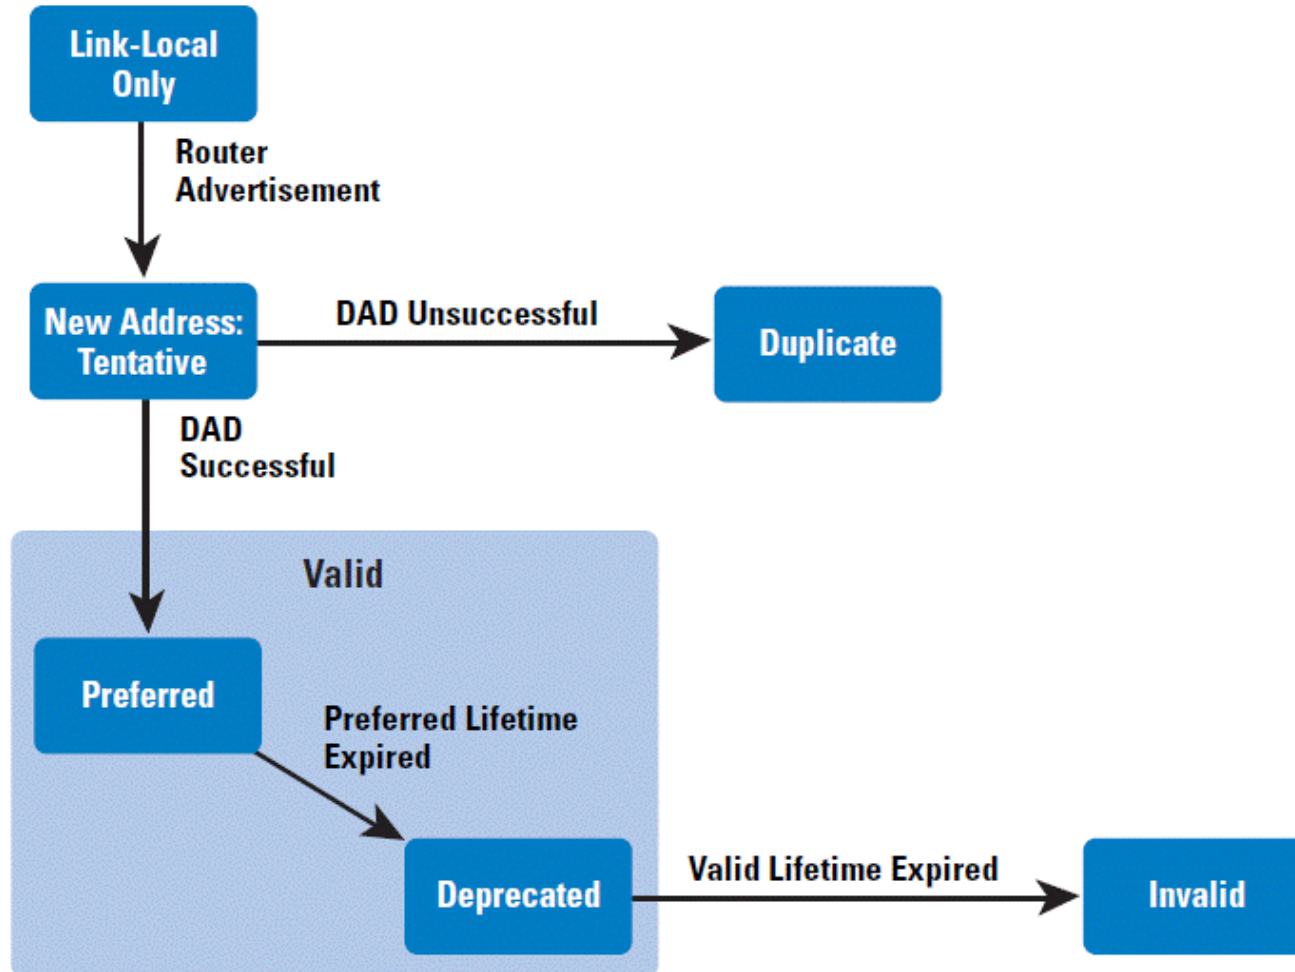 Link-Local
Only
Router
Advertisement
New Address:
Tentative
DAD Unsuccessful
Duplicate
DAD
Successful
Valid
Preferred
Preferred Lifetime
Expired
Deprecated
Valid Lifetime Expired
Invalid